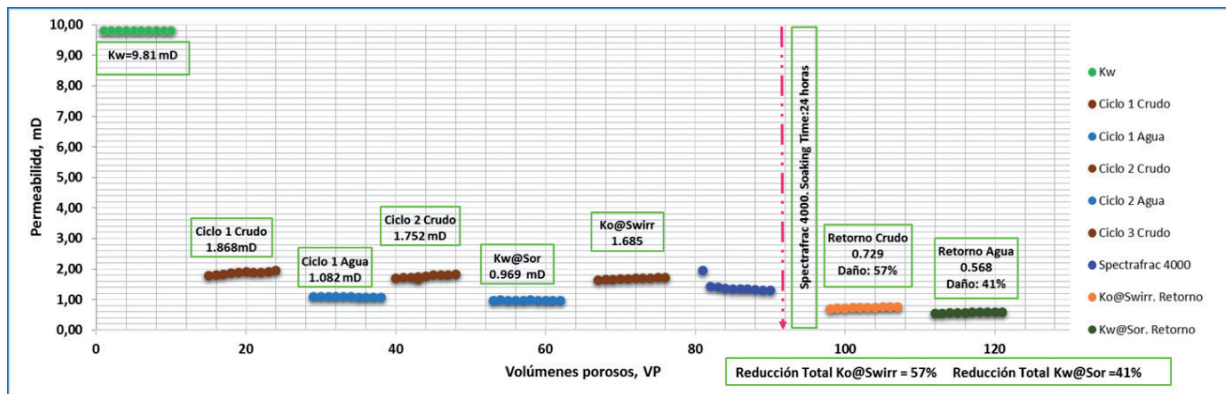 10,00
9,00
8,00
7,00
6,00
5,00
4,00
3,00
2,00
1,00
0,00
Permeabilidd, mD
Kw=9.81 mD
Ciclo 1 Crudo
1.868mD
Ciclo 1 Agua
1.082 mD
Ciclo 2 Crudo
1.752 mD
Kw@Sor
0.969 mD
Ko@Swirr
1.685
Spectrafrac 4000. Soaking Time:24 horas
Retorno Crudo
0.729
Daño: 57%
Retorno Agua
0.568
Daño: 41%
0 20 40 60 80 100 120
Volúmenes porosos, VP
Reducción Total Ko@Swirr = 57% Reducción Total Kw@Sor =41%
Kw
Ciclo 1 Crudo
Ciclo 1 Agua
Ciclo 2 Crudo
Ciclo 2 Agua
Ciclo 3 Crudo
Spectrafrac 4000
Ko@Swirr. Retorno
Kw@Sor. Retorno